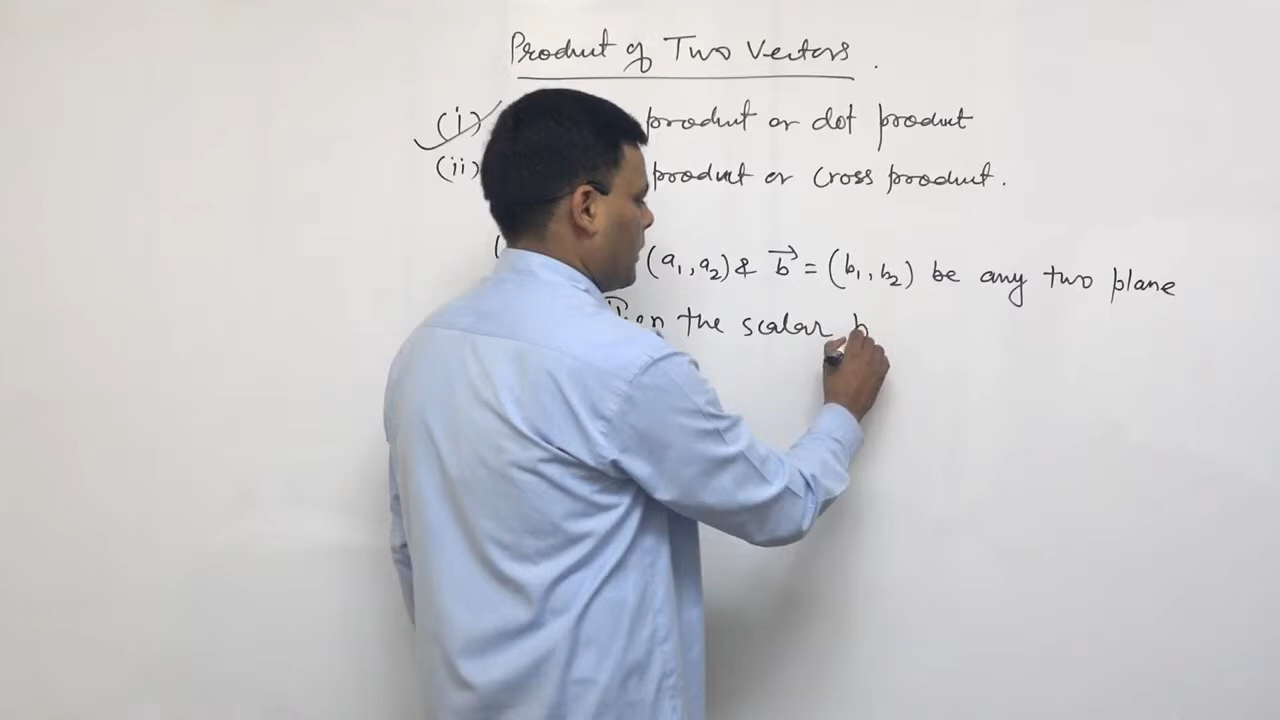 Product of Two Vectors.
(i) product or dot product
(ii) product or cross product.
(a₁, a₂) & b⃗ = (b₁, b₂) be any two plane
Then the scalar